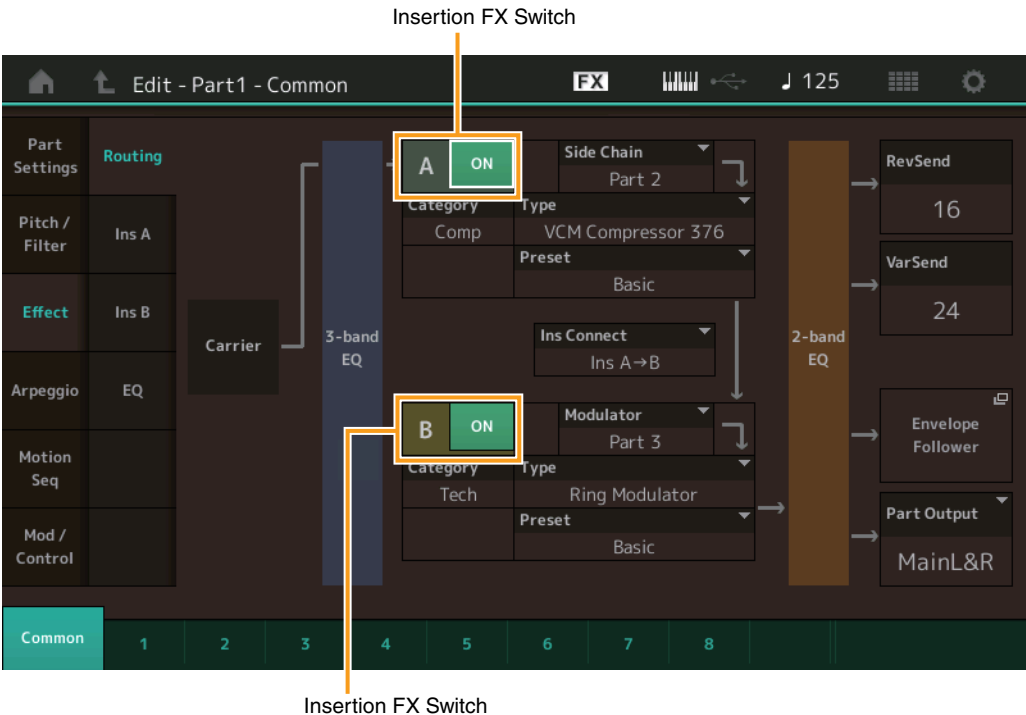 Insertion FX Switch
Edit - Part1 - Common
FX
♩ 125
Part
Settings
Pitch /
Filter
Effect
Arpeggio
Motion
Seq
Mod /
Control
Routing
Ins A
Ins B
EQ
Carrier
3-band
EQ
A ON
Side Chain
Part 2
Category
Comp
Type
VCM Compressor 376
Preset
Basic
Ins Connect
Ins A→B
B ON
Modulator
Part 3
Category
Tech
Type
Ring Modulator
Preset
Basic
2-band
EQ
RevSend
16
VarSend
24
Envelope
Follower
Part Output
MainL&R
Common 1 2 3 4 5 6 7 8
Insertion FX Switch